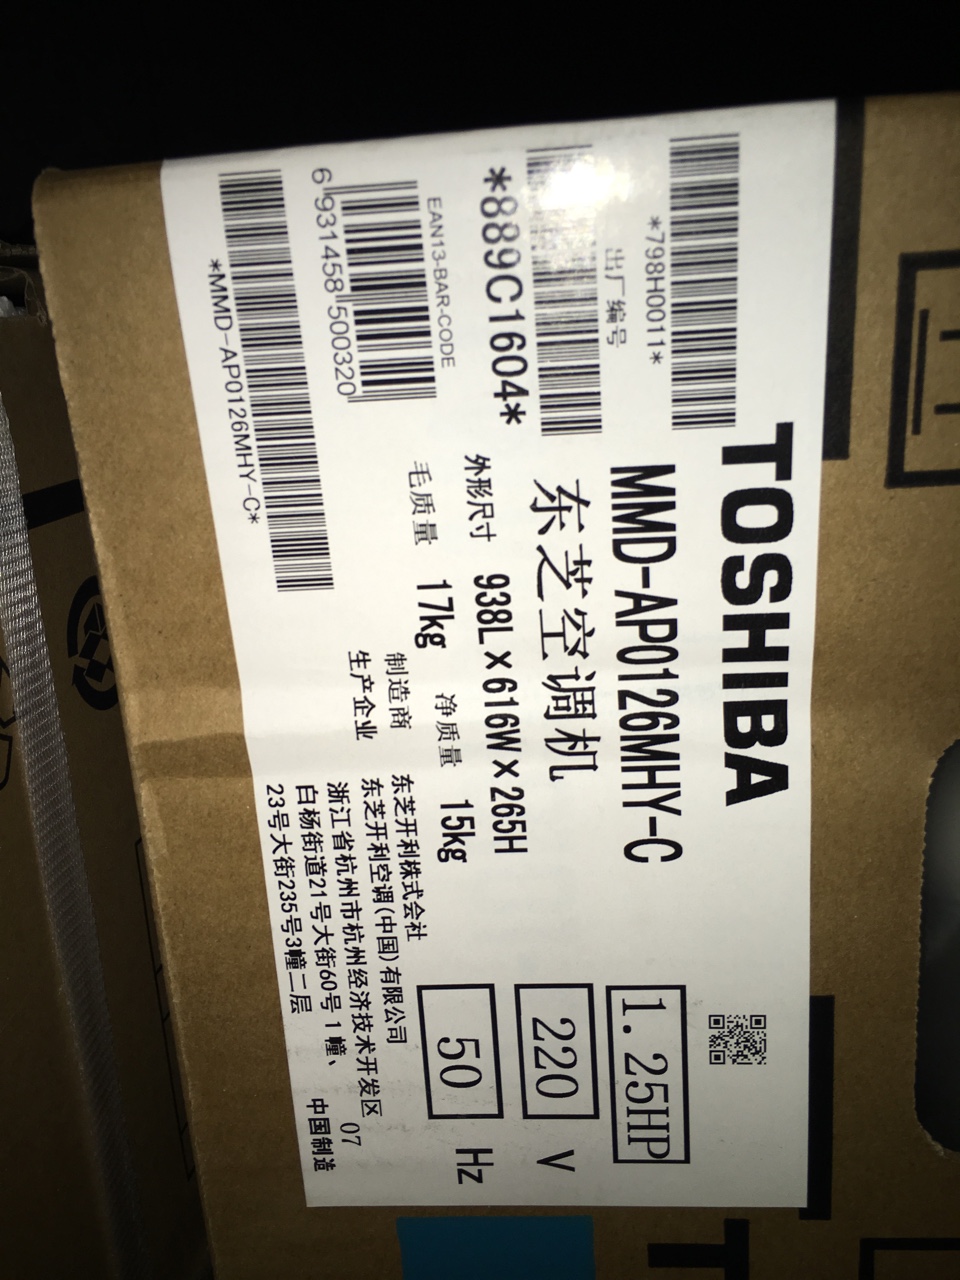 TOSHIBA
*798H0011*
MMD-AP0126MHY-C
1.25HP
出厂编号
东芝空调机
220 V
*889C1604*
外形尺寸 938L×616W×265H
50 Hz
EAN13-BAR-CODE
毛质量 17kg 净质量 15kg
6 931458 500320
制造商 东芝开利株式会社
生产企业 东芝开利空调(中国)有限公司
浙江省杭州市杭州经济技术开发区 07
白杨街道21号大街60号1幢、
23号大街235号3幢二层
中国制造
*MMD-AP0126MHY-C*